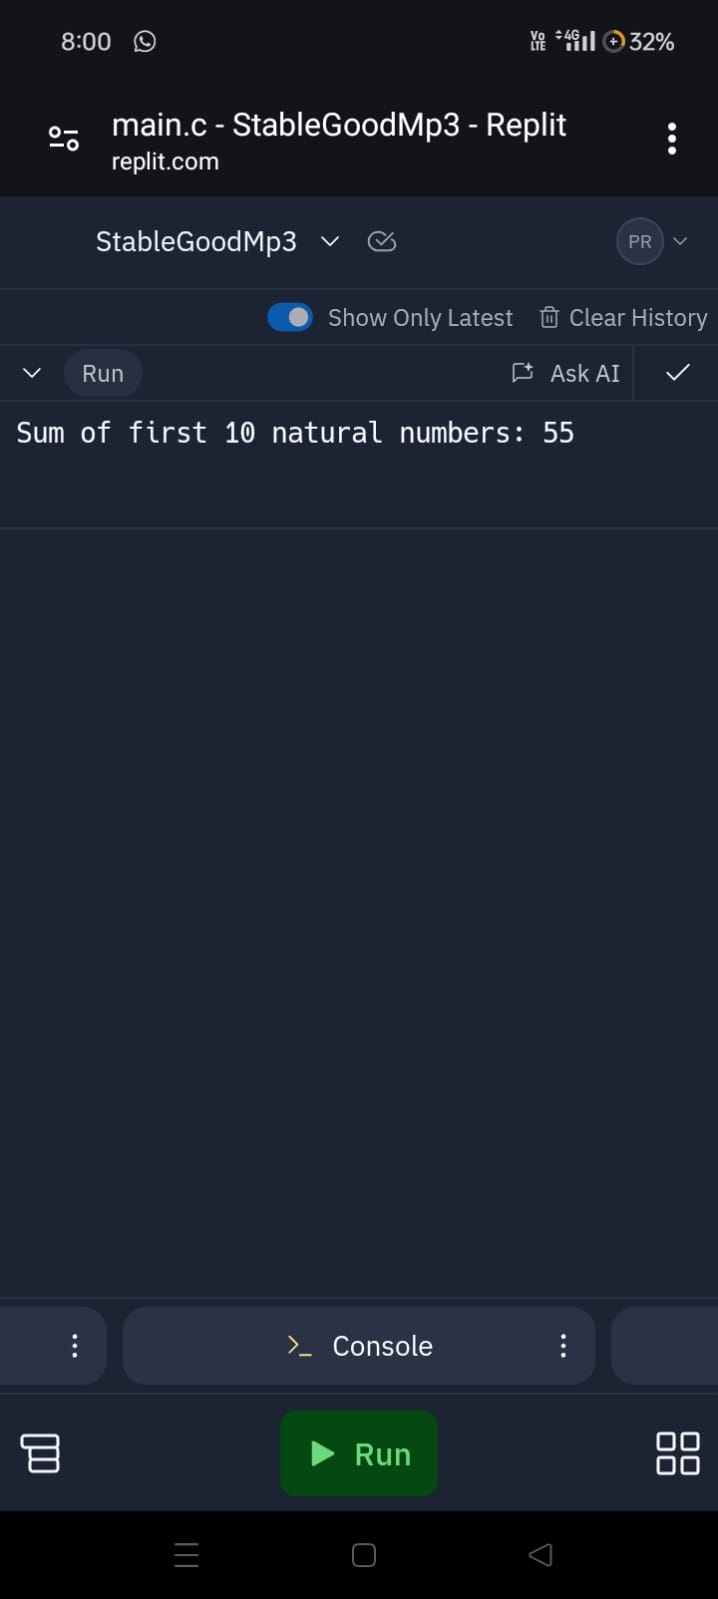 8:00
Vo LTE 4G 32%
main.c - StableGoodMp3 - Replit
replit.com
StableGoodMp3
PR
Show Only Latest Clear History
Run Ask AI
Sum of first 10 natural numbers: 55
>_ Console
Run